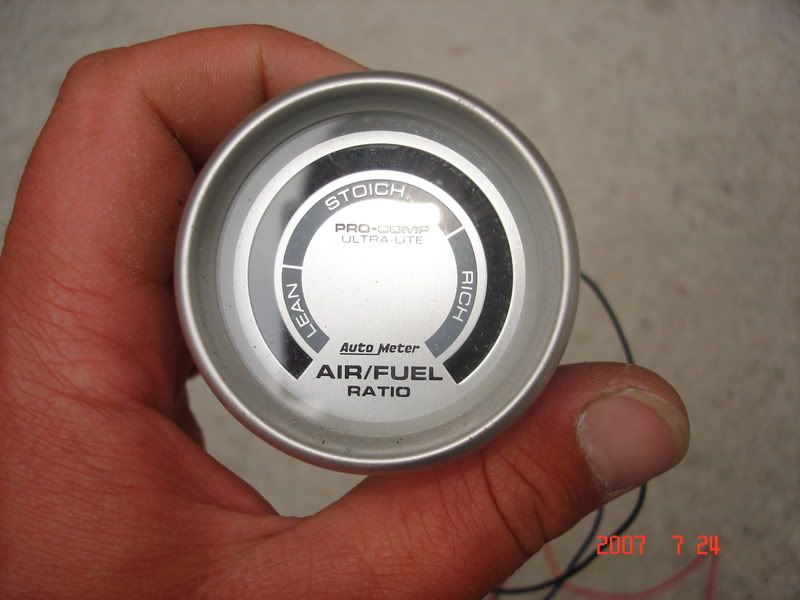 STOICH.
PRO-COMP
ULTRA-LITE
LEAN
RICH
Auto Meter
AIR/FUEL
RATIO
2007 7 24